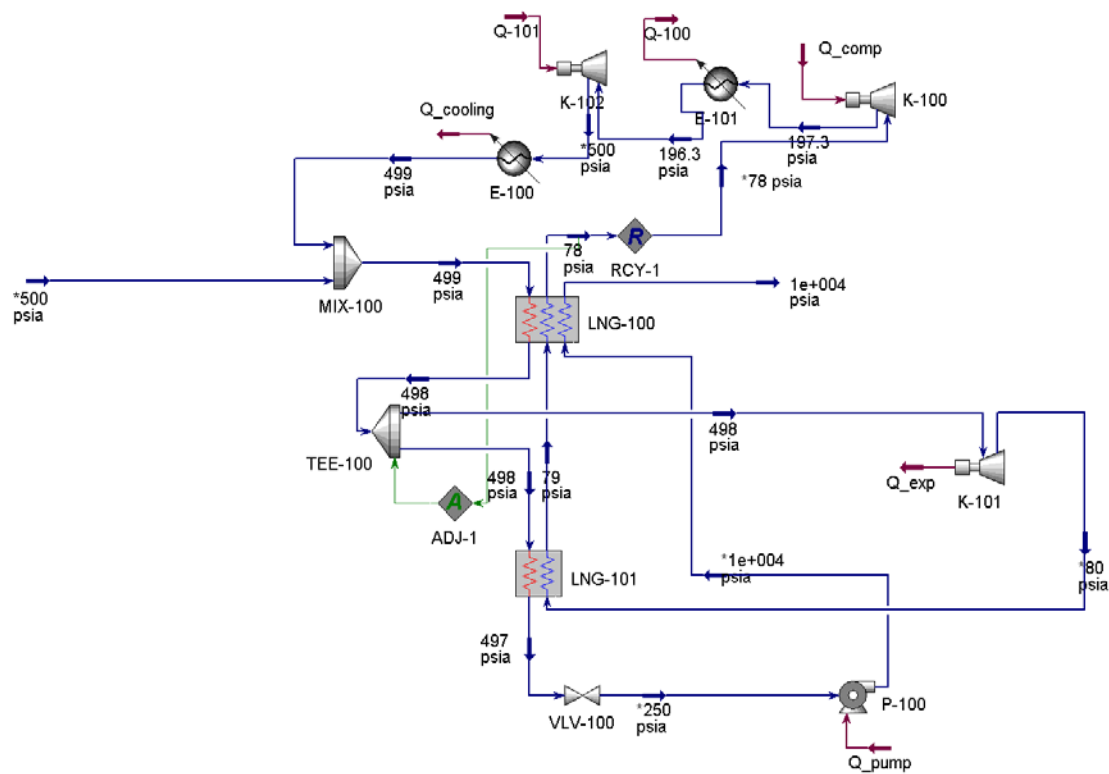 Q-101
Q-100
Q_comp
K-102
E-101
K-100
Q_cooling
*500
psia
196.3
psia
197.3
psia
499
psia
E-100
*78 psia
78
psia
RCY-1
*500
psia
MIX-100
499
psia
LNG-100
1e+004
psia
498
psia
TEE-100
498
psia
Q_exp
K-101
498
psia
79
psia
A
R
ADJ-1
LNG-101
*1e+004
psia
*80
psia
497
psia
VLV-100
*250
psia
P-100
Q_pump